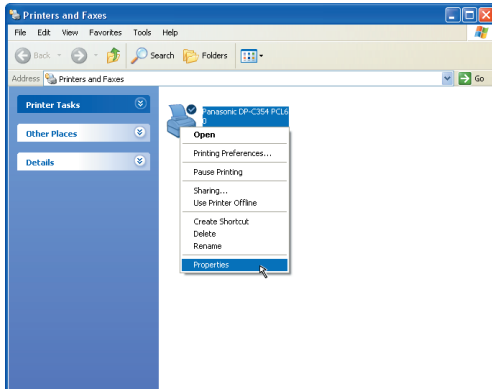 Printers and Faxes
File Edit View Favorites Tools Help
Back Search Folders
Address Printers and Faxes Go
Printer Tasks
Other Places
Details
Panasonic DP-C354 PCL6
0
Open
Printing Preferences...
Pause Printing
Sharing...
Use Printer Offline
Create Shortcut
Delete
Rename
Properties